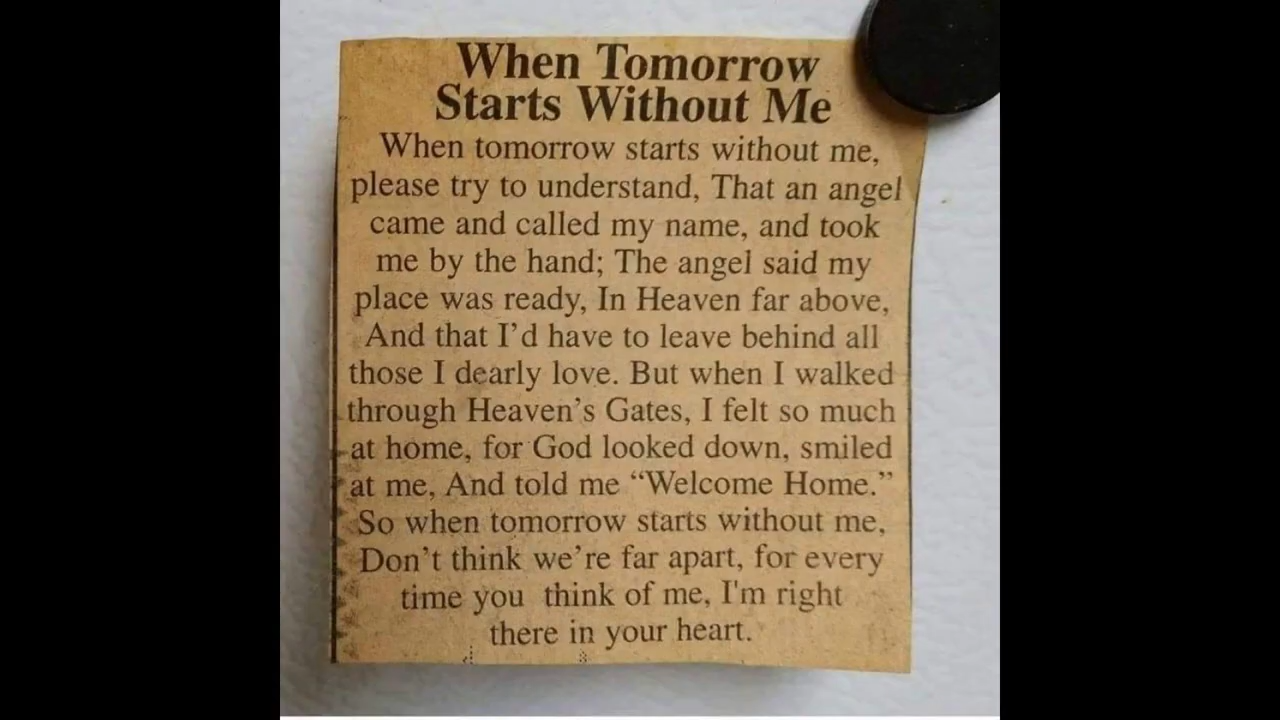 When Tomorrow
Starts Without Me
When tomorrow starts without me,
please try to understand, That an angel
came and called my name, and took
me by the hand; The angel said my
place was ready, In Heaven far above,
And that I’d have to leave behind all
those I dearly love. But when I walked
through Heaven’s Gates, I felt so much
at home, for God looked down, smiled
at me, And told me “Welcome Home.”
So when tomorrow starts without me,
Don’t think we’re far apart, for every
time you  think of me, I'm right
there in your heart.